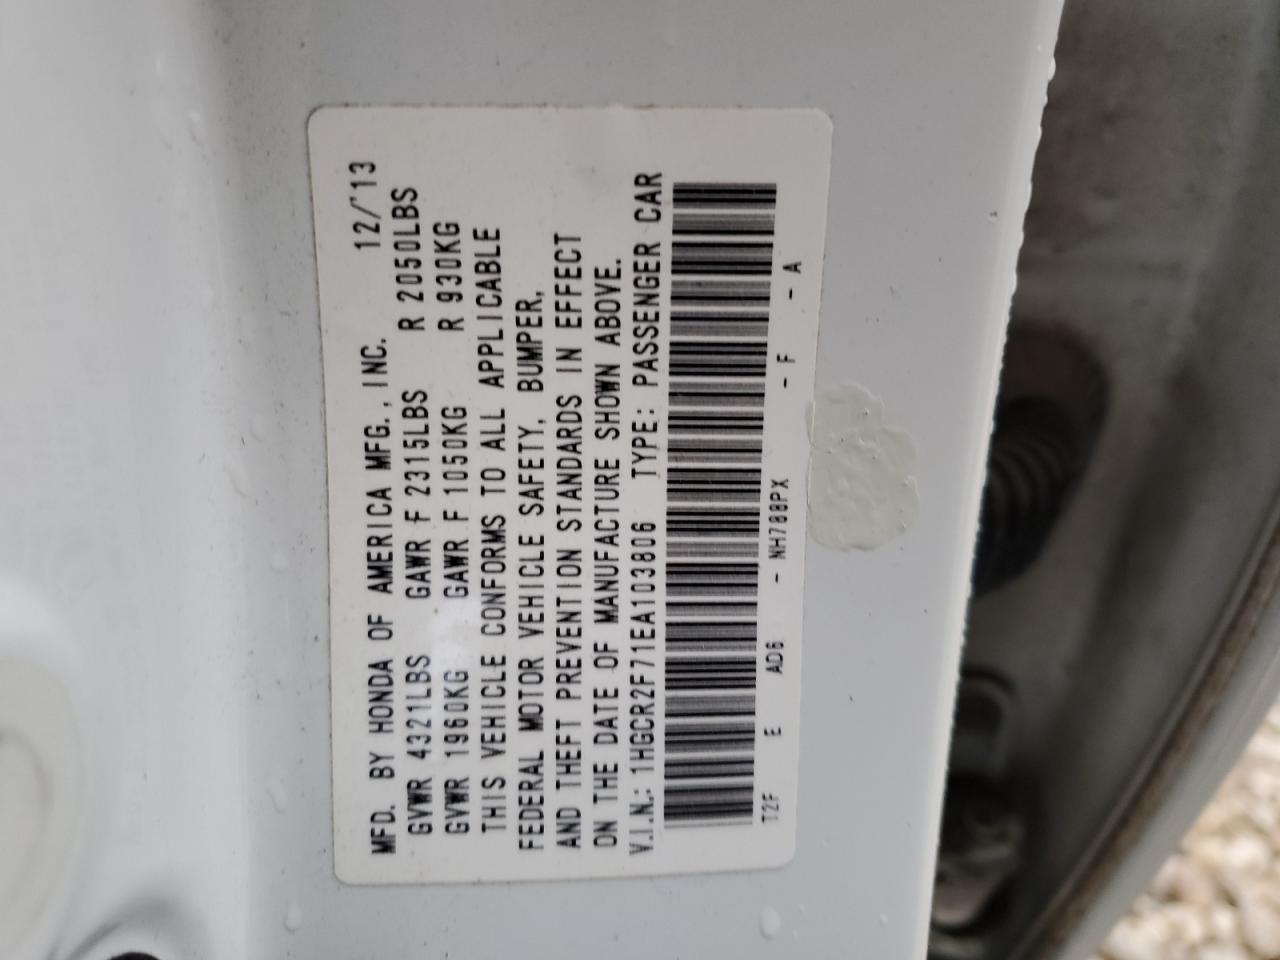 MFD. BY HONDA OF AMERICA MFG., INC. 12/'13
GVWR 4321LBS GAWR F 2315LBS R 2050LBS
GVWR 1960KG GAWR F 1050KG R 930KG
THIS VEHICLE CONFORMS TO ALL APPLICABLE
FEDERAL MOTOR VEHICLE SAFETY, BUMPER,
AND THEFT PREVENTION STANDARDS IN EFFECT
ON THE DATE OF MANUFACTURE SHOWN ABOVE.
V.I.N.: 1HGCR2F71EA103806 TYPE: PASSENGER CAR
T2F E AD6 - NH788PX - F - A